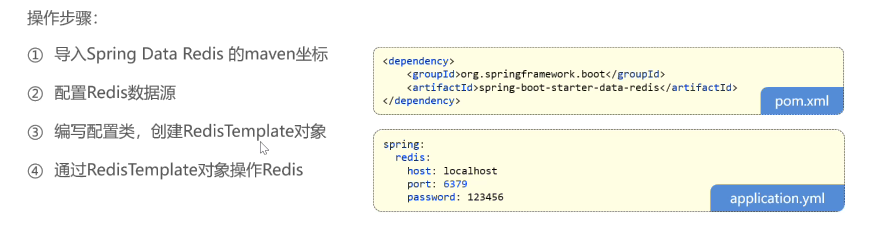 操作步骤：
① 导入Spring Data Redis 的maven坐标
② 配置Redis数据源
③ 编写配置类，创建RedisTemplate对象
④ 通过RedisTemplate对象操作Redis
<dependency>
    <groupId>org.springframework.boot</groupId>
    <artifactId>spring-boot-starter-data-redis</artifactId>
</dependency>
pom.xml
spring:
  redis:
    host: localhost
    port: 6379
    password: 123456
application.yml